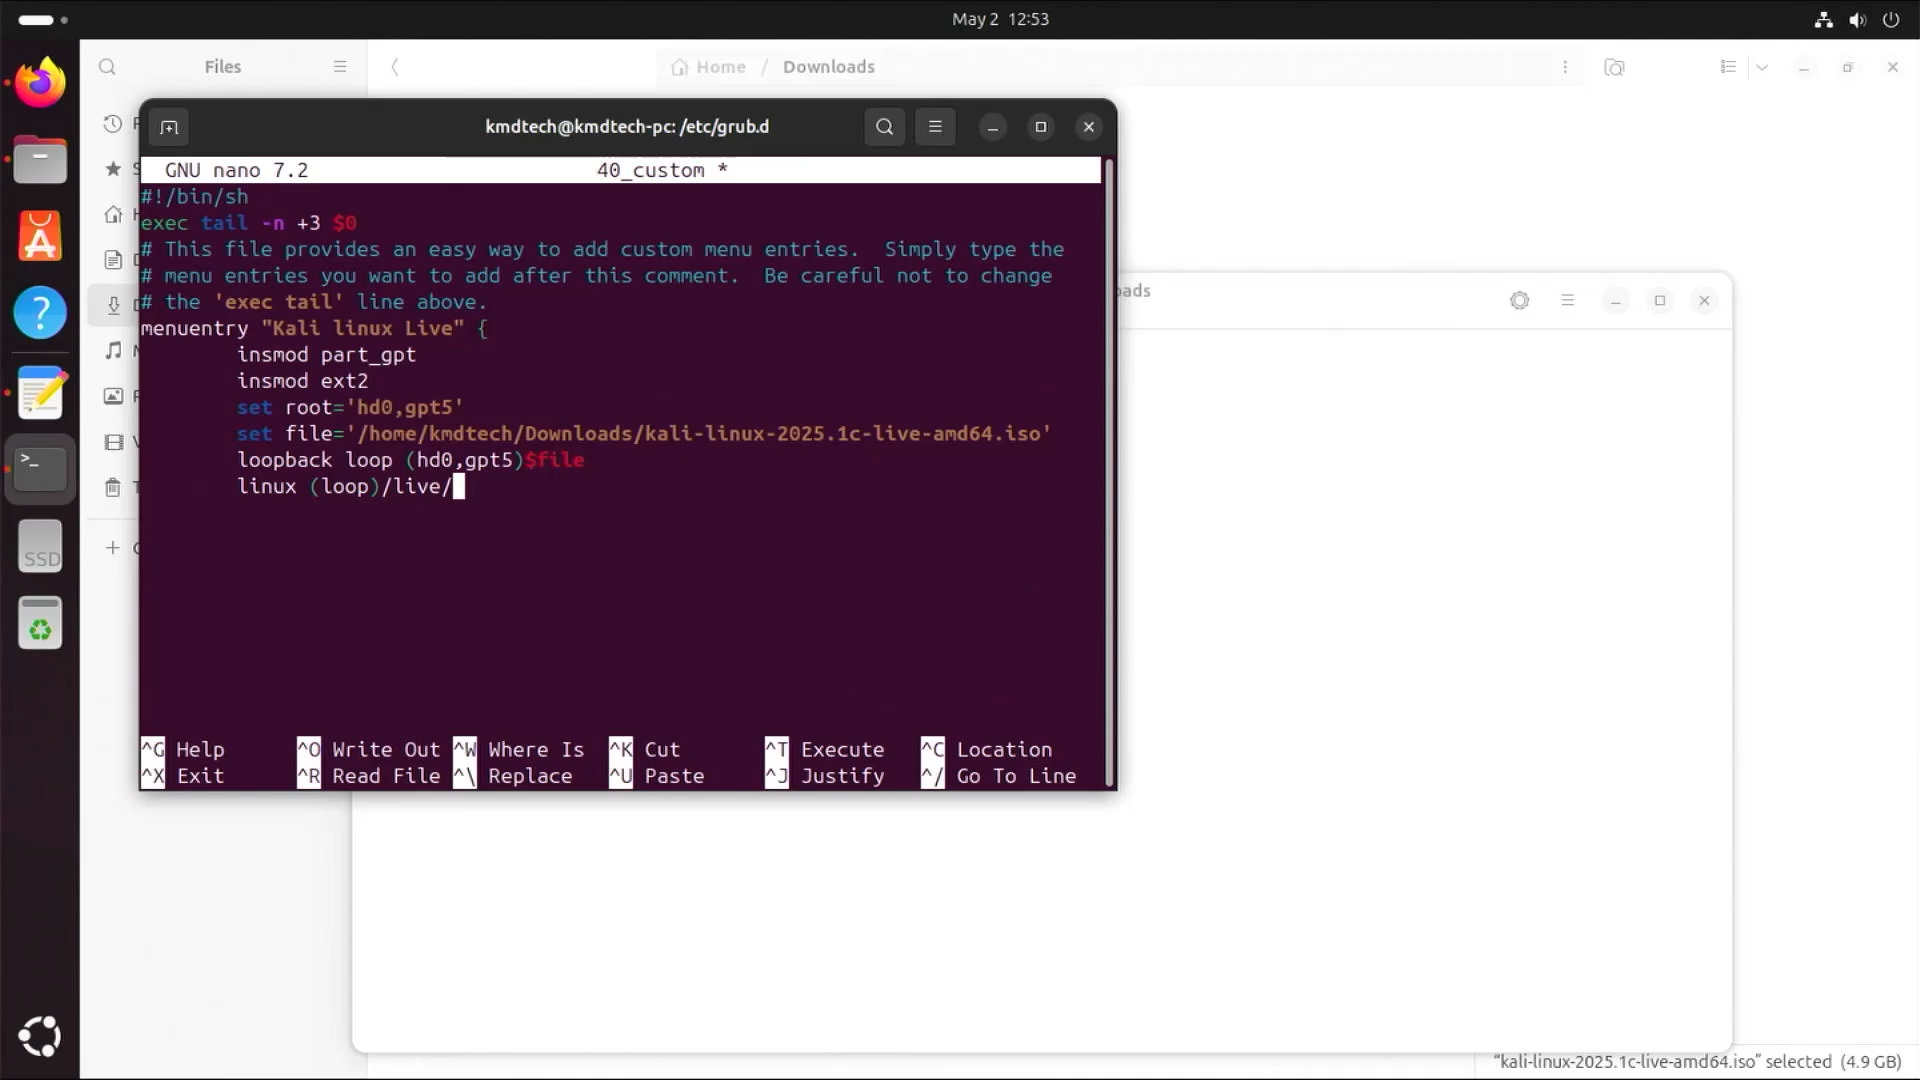 May 2 12:53
Files
Home / Downloads
kmdtech@kmdtech-pc: /etc/grub.d
GNU nano 7.2 40_custom *
#!/bin/sh
exec tail -n +3 $0
# This file provides an easy way to add custom menu entries.  Simply type the
# menu entries you want to add after this comment.  Be careful not to change
# the 'exec tail' line above.
menuentry "Kali linux Live" {
insmod part_gpt
insmod ext2
set root='hd0,gpt5'
set file='/home/kmdtech/Downloads/kali-linux-2025.1c-live-amd64.iso'
loopback loop (hd0,gpt5)$file
linux (loop)/live/
^G Help ^O Write Out ^W Where Is ^K Cut ^T Execute ^C Location
^X Exit ^R Read File ^\ Replace ^U Paste ^J Justify ^/ Go To Line
SSD
"kali-linux-2025.1c-live-amd64.iso" selected (4.9 GB)